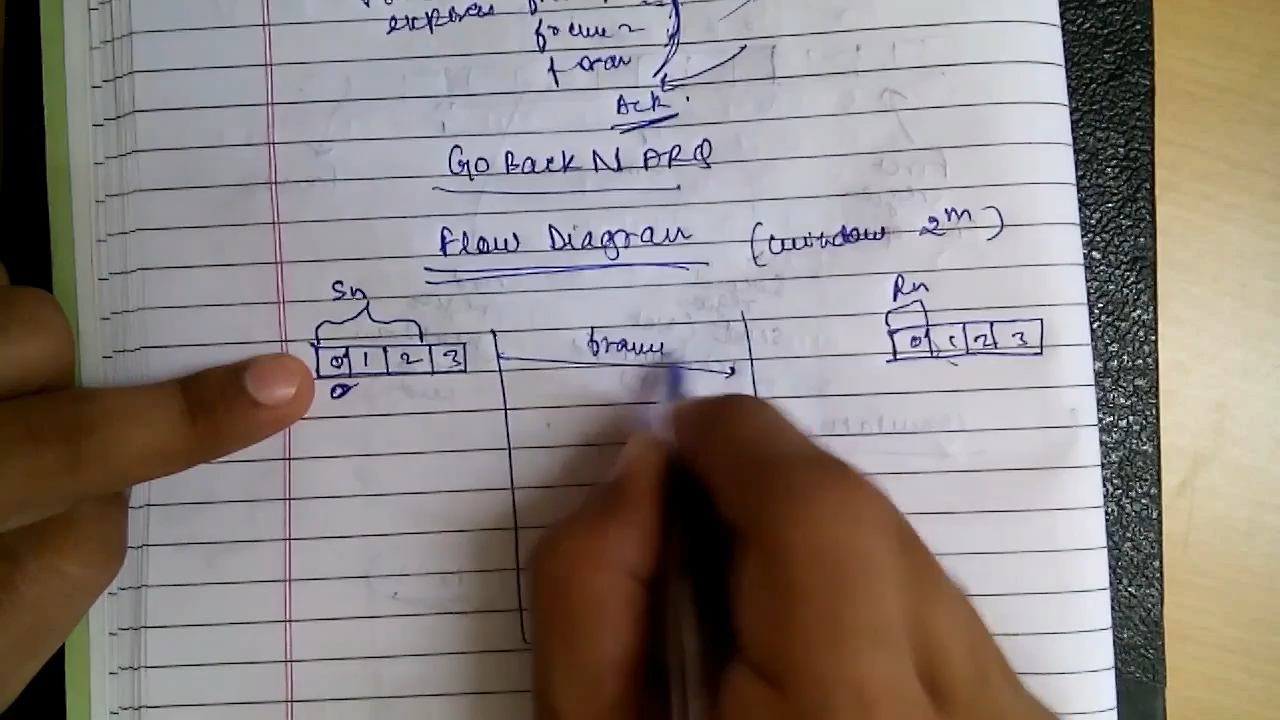 frame 2
Ack.
Go Back N ARQ
Flow Diagram (window 2^m)
Sn Rn
0 1 2 3 frame 0 1 2 3
0